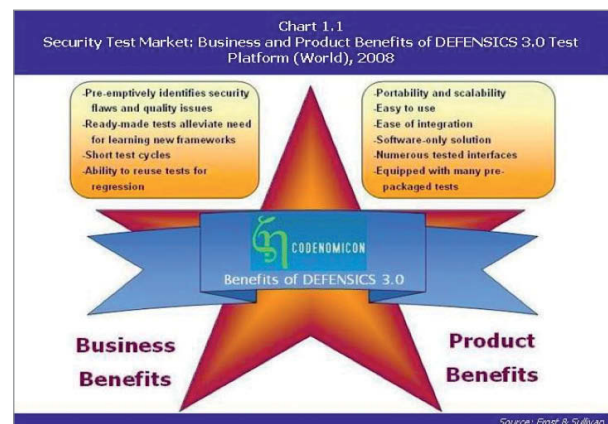 Chart 1.1
Security Test Market: Business and Product Benefits of DEFENSICS 3.0 Test
Platform (World), 2008
-Pre-emptively identifies security
flaws and quality issues
-Ready-made tests alleviate need
for learning new frameworks
-Short test cycles
-Ability to reuse tests for
regression
-Portability and scalability
-Easy to use
-Ease of integration
-Software-only solution
-Numerous tested interfaces
-Equipped with many pre-
packaged tests
CODENOMICON
Benefits of DEFENSICS 3.0
Business
Benefits
Product
Benefits
Source: Frost & Sullivan